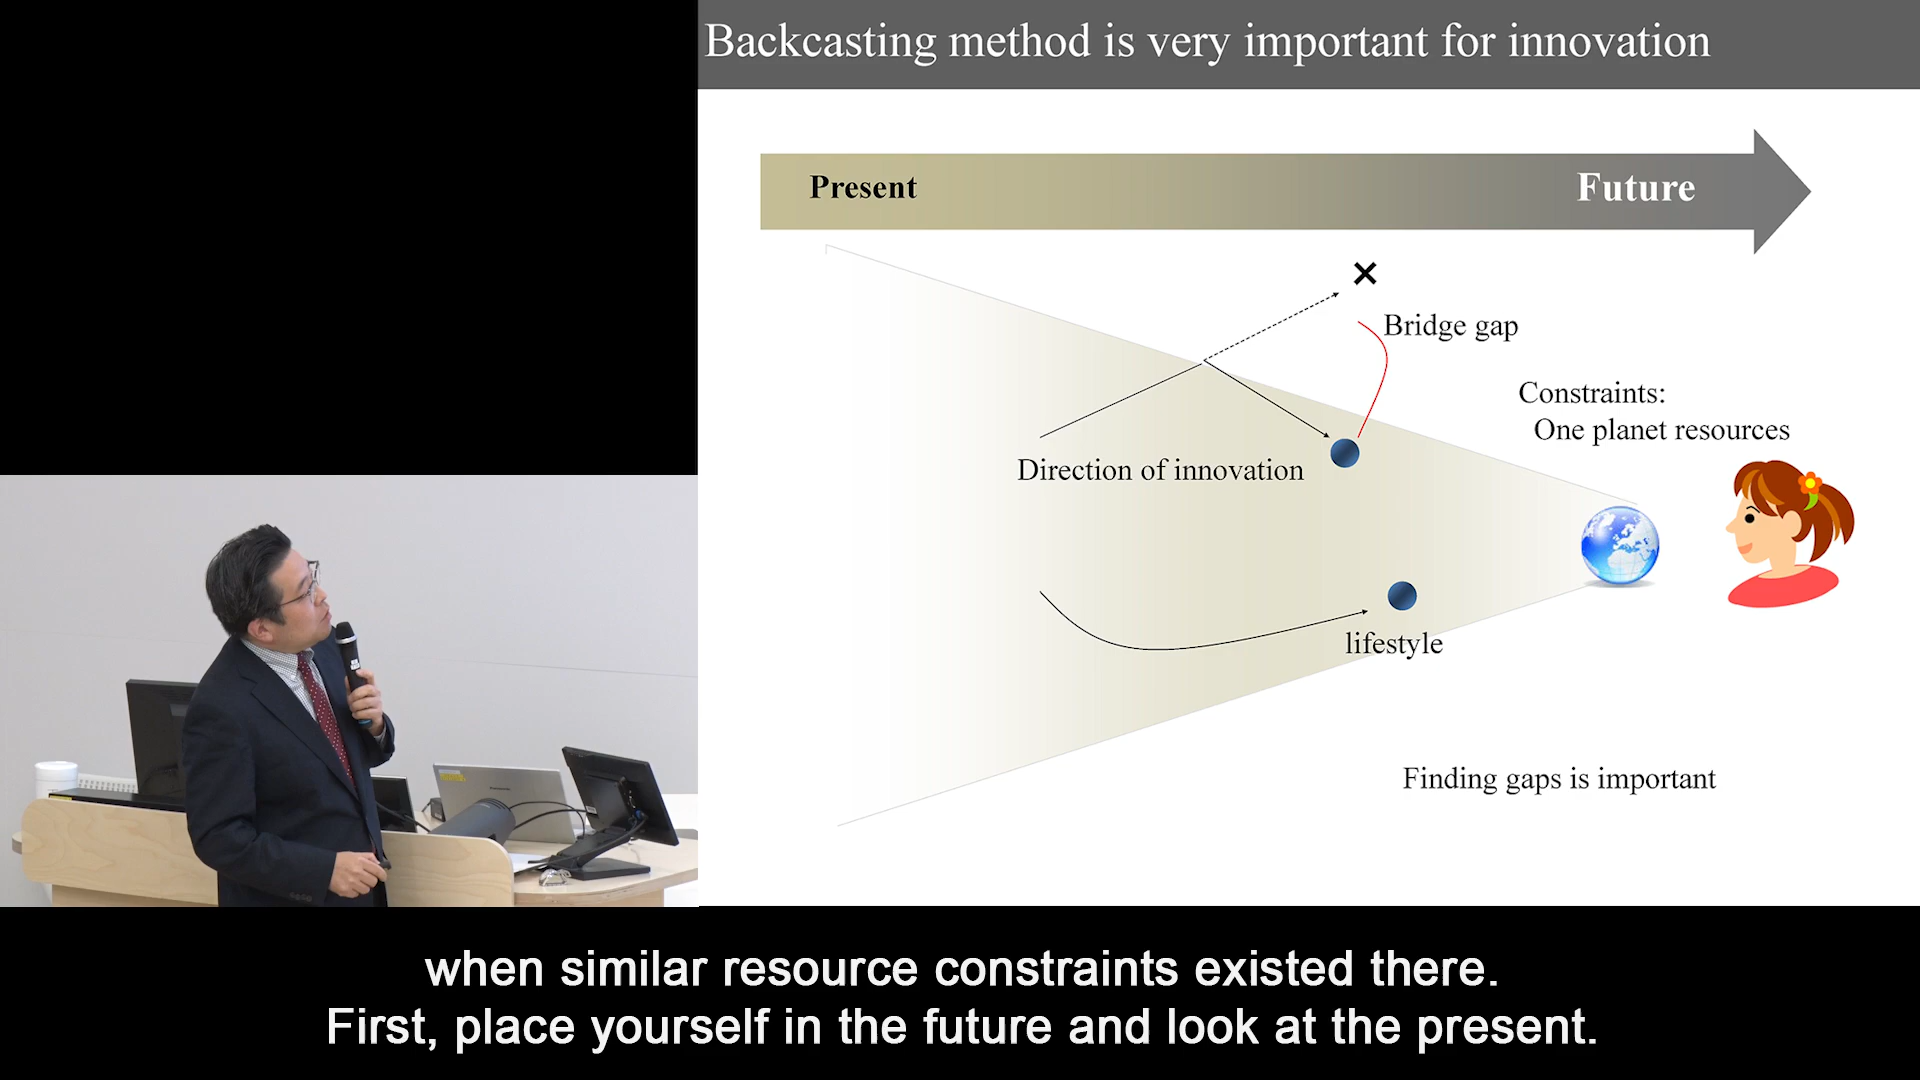 Backcasting method is very important for innovation
Present
Future
Bridge gap
Constraints:
One planet resources
Direction of innovation
lifestyle
Finding gaps is important
when similar resource constraints existed there.
First, place yourself in the future and look at the present.